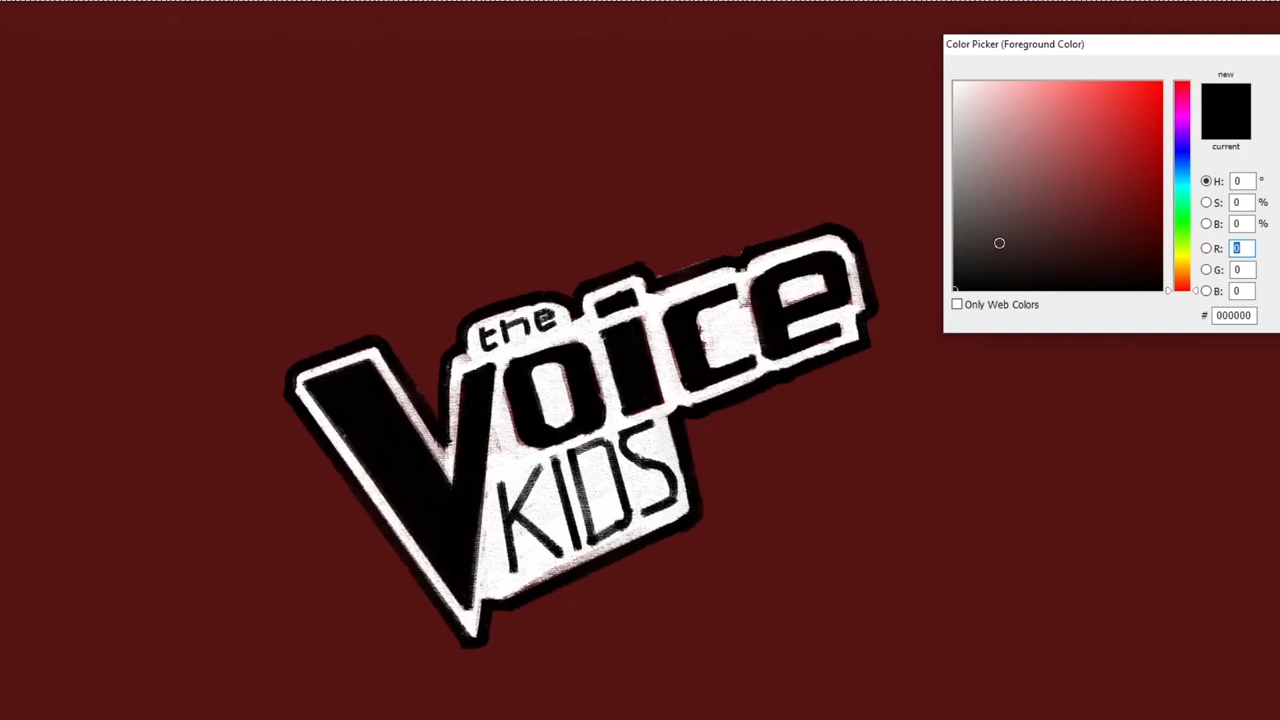 Color Picker (Foreground Color)
new
current
H: 0 °
S: 0 %
B: 0 %
R: 0
G: 0
B: 0
Only Web Colors
# 000000
the
Voice
KIDS